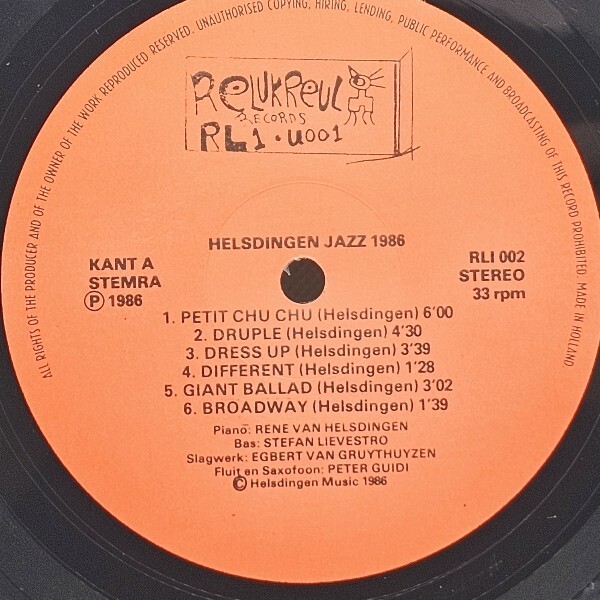 ALL RIGHTS OF THE PRODUCER AND OF THE OWNER OF THE WORK REPRODUCED RESERVED. UNAUTHORISED COPYING, HIRING, LENDING, PUBLIC PERFORMANCE AND BROADCASTING OF THIS RECORD PROHIBITED. MADE IN HOLLAND
RELUKREUL
RECORDS
RL1·U001
HELSDINGEN JAZZ 1986
KANT A
STEMRA
Ⓟ 1986
RLI 002
STEREO
33 rpm
1. PETIT CHU CHU (Helsdingen) 6'00
2. DRUPLE (Helsdingen) 4'30
3. DRESS UP (Helsdingen) 3'39
4. DIFFERENT (Helsdingen) 1'28
5. GIANT BALLAD (Helsdingen) 3'02
6. BROADWAY (Helsdingen) 1'39
Piano: RENE VAN HELSDINGEN
Bas: STEFAN LIEVESTRO
Slagwerk: EGBERT VAN GRUYTHUYZEN
Fluit en Saxofoon: PETER GUIDI
© Helsdingen Music 1986